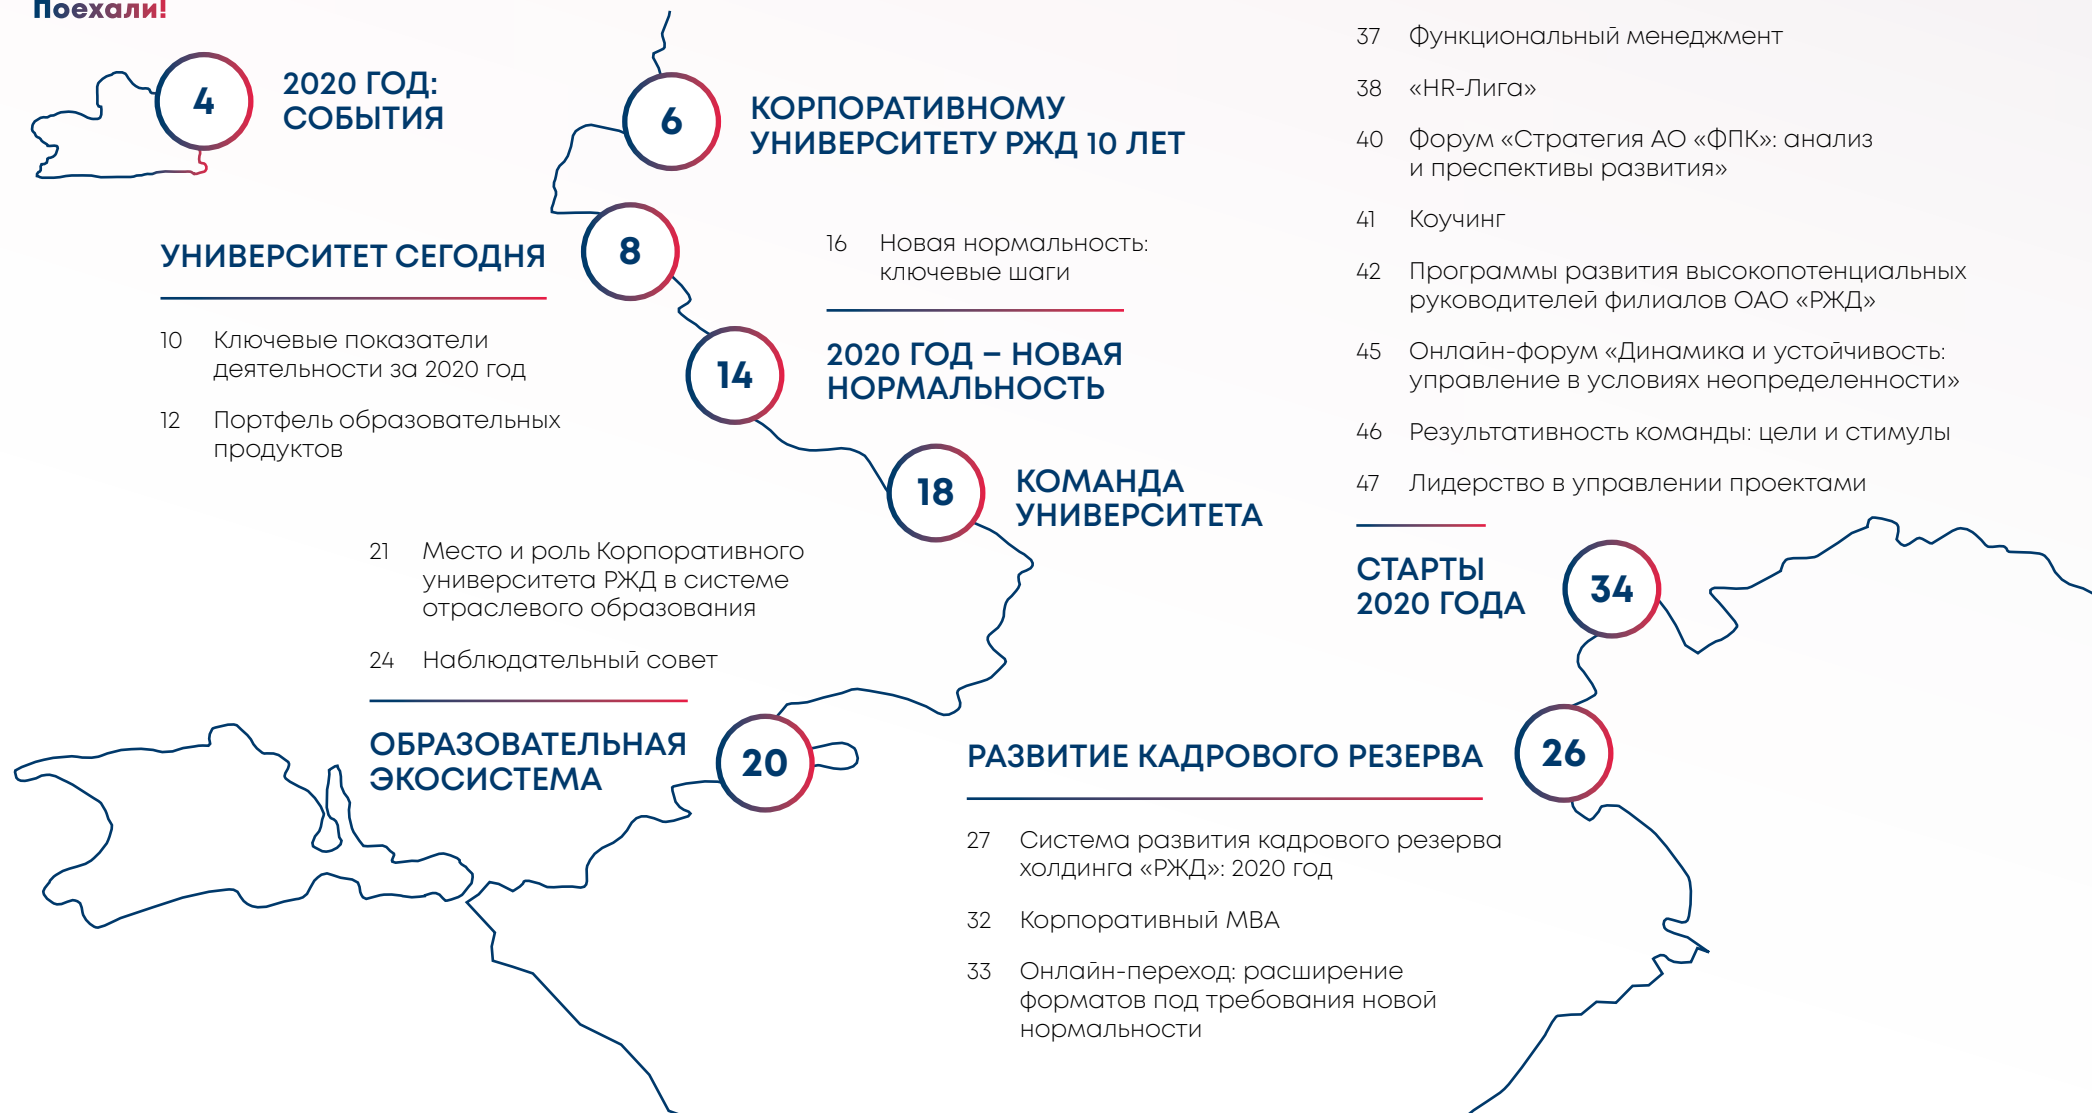 Поехали!
4
2020 ГОД:
СОБЫТИЯ
6
КОРПОРАТИВНОМУ
УНИВЕРСИТЕТУ РЖД 10 ЛЕТ
УНИВЕРСИТЕТ СЕГОДНЯ
8
10 Ключевые показатели
деятельности за 2020 год
12 Портфель образовательных
продуктов
16 Новая нормальность:
ключевые шаги
14
2020 ГОД – НОВАЯ
НОРМАЛЬНОСТЬ
18
КОМАНДА
УНИВЕРСИТЕТА
21 Место и роль Корпоративного
университета РЖД в системе
отраслевого образования
24 Наблюдательный совет
ОБРАЗОВАТЕЛЬНАЯ
ЭКОСИСТЕМА
20
РАЗВИТИЕ КАДРОВОГО РЕЗЕРВА
26
27 Система развития кадрового резерва
холдинга «РЖД»: 2020 год
32 Корпоративный MBA
33 Онлайн-переход: расширение
форматов под требования новой
нормальности
37 Функциональный менеджмент
38 «HR-Лига»
40 Форум «Стратегия АО «ФПК»: анализ
и преспективы развития»
41 Коучинг
42 Программы развития высокопотенциальных
руководителей филиалов ОАО «РЖД»
45 Онлайн-форум «Динамика и устойчивость:
управление в условиях неопределенности»
46 Результативность команды: цели и стимулы
47 Лидерство в управлении проектами
СТАРТЫ
2020 ГОДА
34